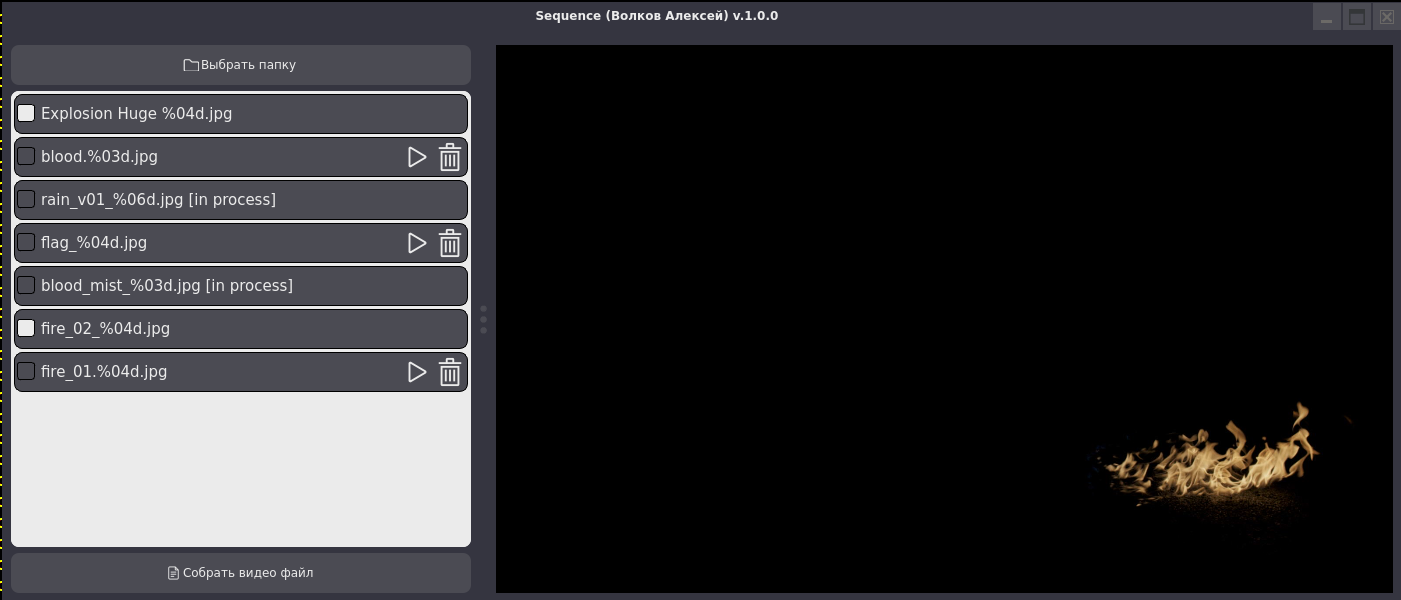 Sequence (Волков Алексей) v.1.0.0
Выбрать папку
Explosion Huge %04d.jpg
blood.%03d.jpg
rain_v01_%06d.jpg [in process]
flag_%04d.jpg
blood_mist_%03d.jpg [in process]
fire_02_%04d.jpg
fire_01.%04d.jpg
Собрать видео файл